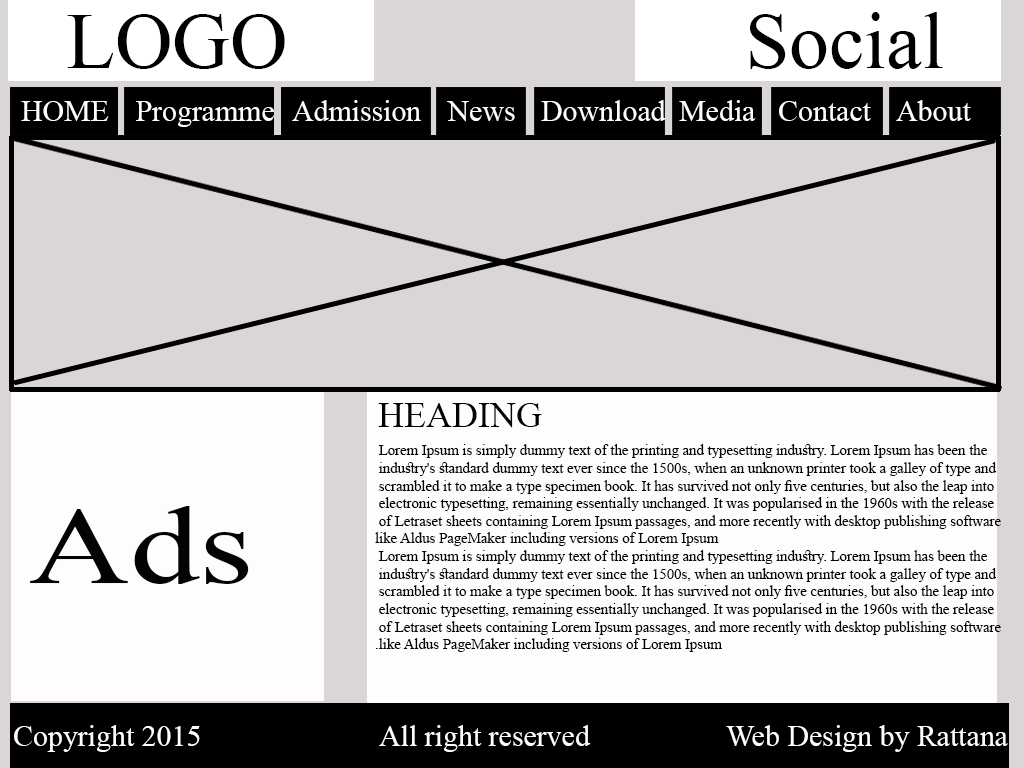 LOGO
Social
HOME Programme Admission News Download Media Contact About
HEADING
Lorem Ipsum is simply dummy text of the printing and typesetting industry. Lorem Ipsum has been the
industry's standard dummy text ever since the 1500s, when an unknown printer took a galley of type and
scrambled it to make a type specimen book. It has survived not only five centuries, but also the leap into
electronic typesetting, remaining essentially unchanged. It was popularised in the 1960s with the release
of Letraset sheets containing Lorem Ipsum passages, and more recently with desktop publishing software
like Aldus PageMaker including versions of Lorem Ipsum
Lorem Ipsum is simply dummy text of the printing and typesetting industry. Lorem Ipsum has been the
industry's standard dummy text ever since the 1500s, when an unknown printer took a galley of type and
scrambled it to make a type specimen book. It has survived not only five centuries, but also the leap into
electronic typesetting, remaining essentially unchanged. It was popularised in the 1960s with the release
of Letraset sheets containing Lorem Ipsum passages, and more recently with desktop publishing software
.like Aldus PageMaker including versions of Lorem Ipsum
Ads
Copyright 2015 All right reserved Web Design by Rattana